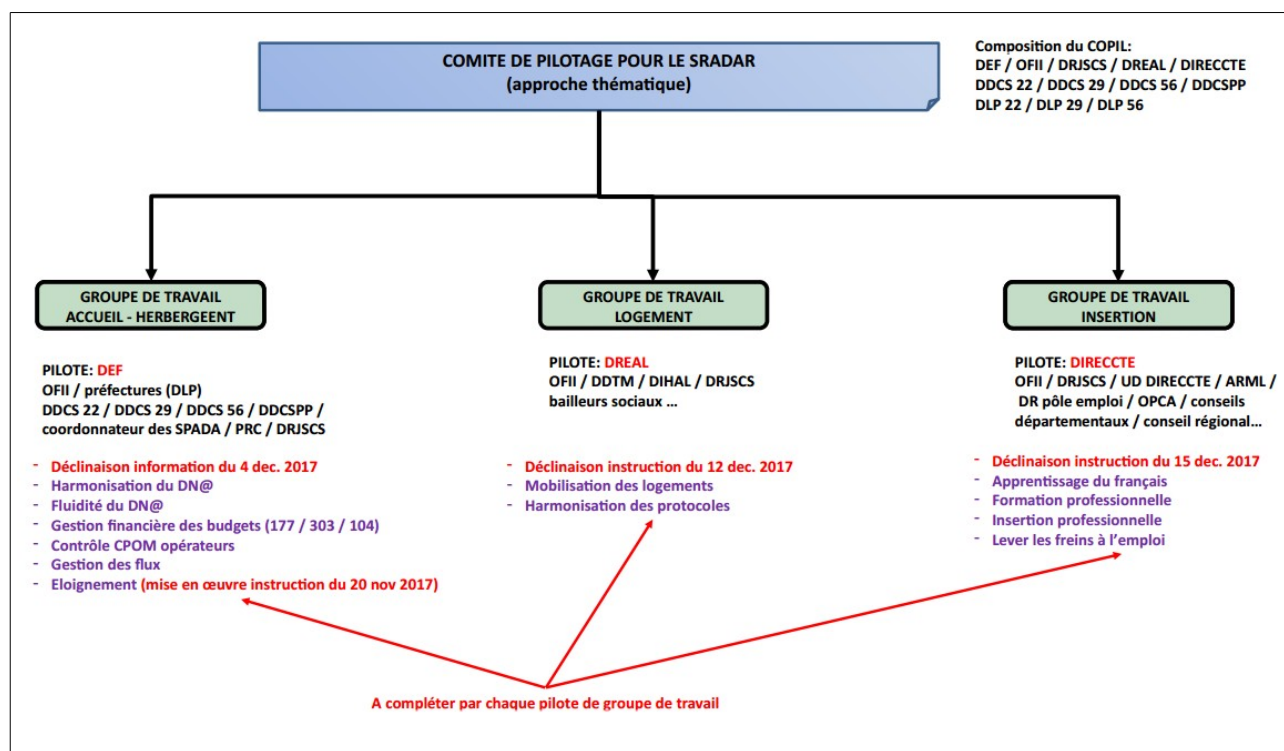 COMITE DE PILOTAGE POUR LE SRADAR
(approche thématique)
Composition du COPIL:
DEF / OFII / DRJSCS / DREAL / DIRECCTE
DDCS 22 / DDCS 29 / DDCS 56 / DDCSPP
DLP 22 / DLP 29 / DLP 56
GROUPE DE TRAVAIL
ACCUEIL - HERBERGEENT
PILOTE: DEF
OFII / préfectures (DLP)
DDCS 22 / DDCS 29 / DDCS 56 / DDCSPP /
coordonnateur des SPADA / PRC / DRJSCS
- Déclinaison information du 4 dec. 2017
- Harmonisation du DN@
- Fluidité du DN@
- Gestion financière des budgets (177 / 303 / 104)
- Contrôle CPOM opérateurs
- Gestion des flux
- Eloignement (mise en œuvre instruction du 20 nov 2017)
GROUPE DE TRAVAIL
LOGEMENT
PILOTE: DREAL
OFII / DDTM / DIHAL / DRJSCS
bailleurs sociaux ...
- Déclinaison instruction du 12 dec. 2017
- Mobilisation des logements
- Harmonisation des protocoles
GROUPE DE TRAVAIL
INSERTION
PILOTE: DIRECCTE
OFII / DRJSCS / UD DIRECCTE / ARML /
DR pôle emploi / OPCA / conseils
départementaux / conseil régional...
- Déclinaison instruction du 15 dec. 2017
- Apprentissage du français
- Formation professionnelle
- Insertion professionnelle
- Lever les freins à l'emploi
A compléter par chaque pilote de groupe de travail